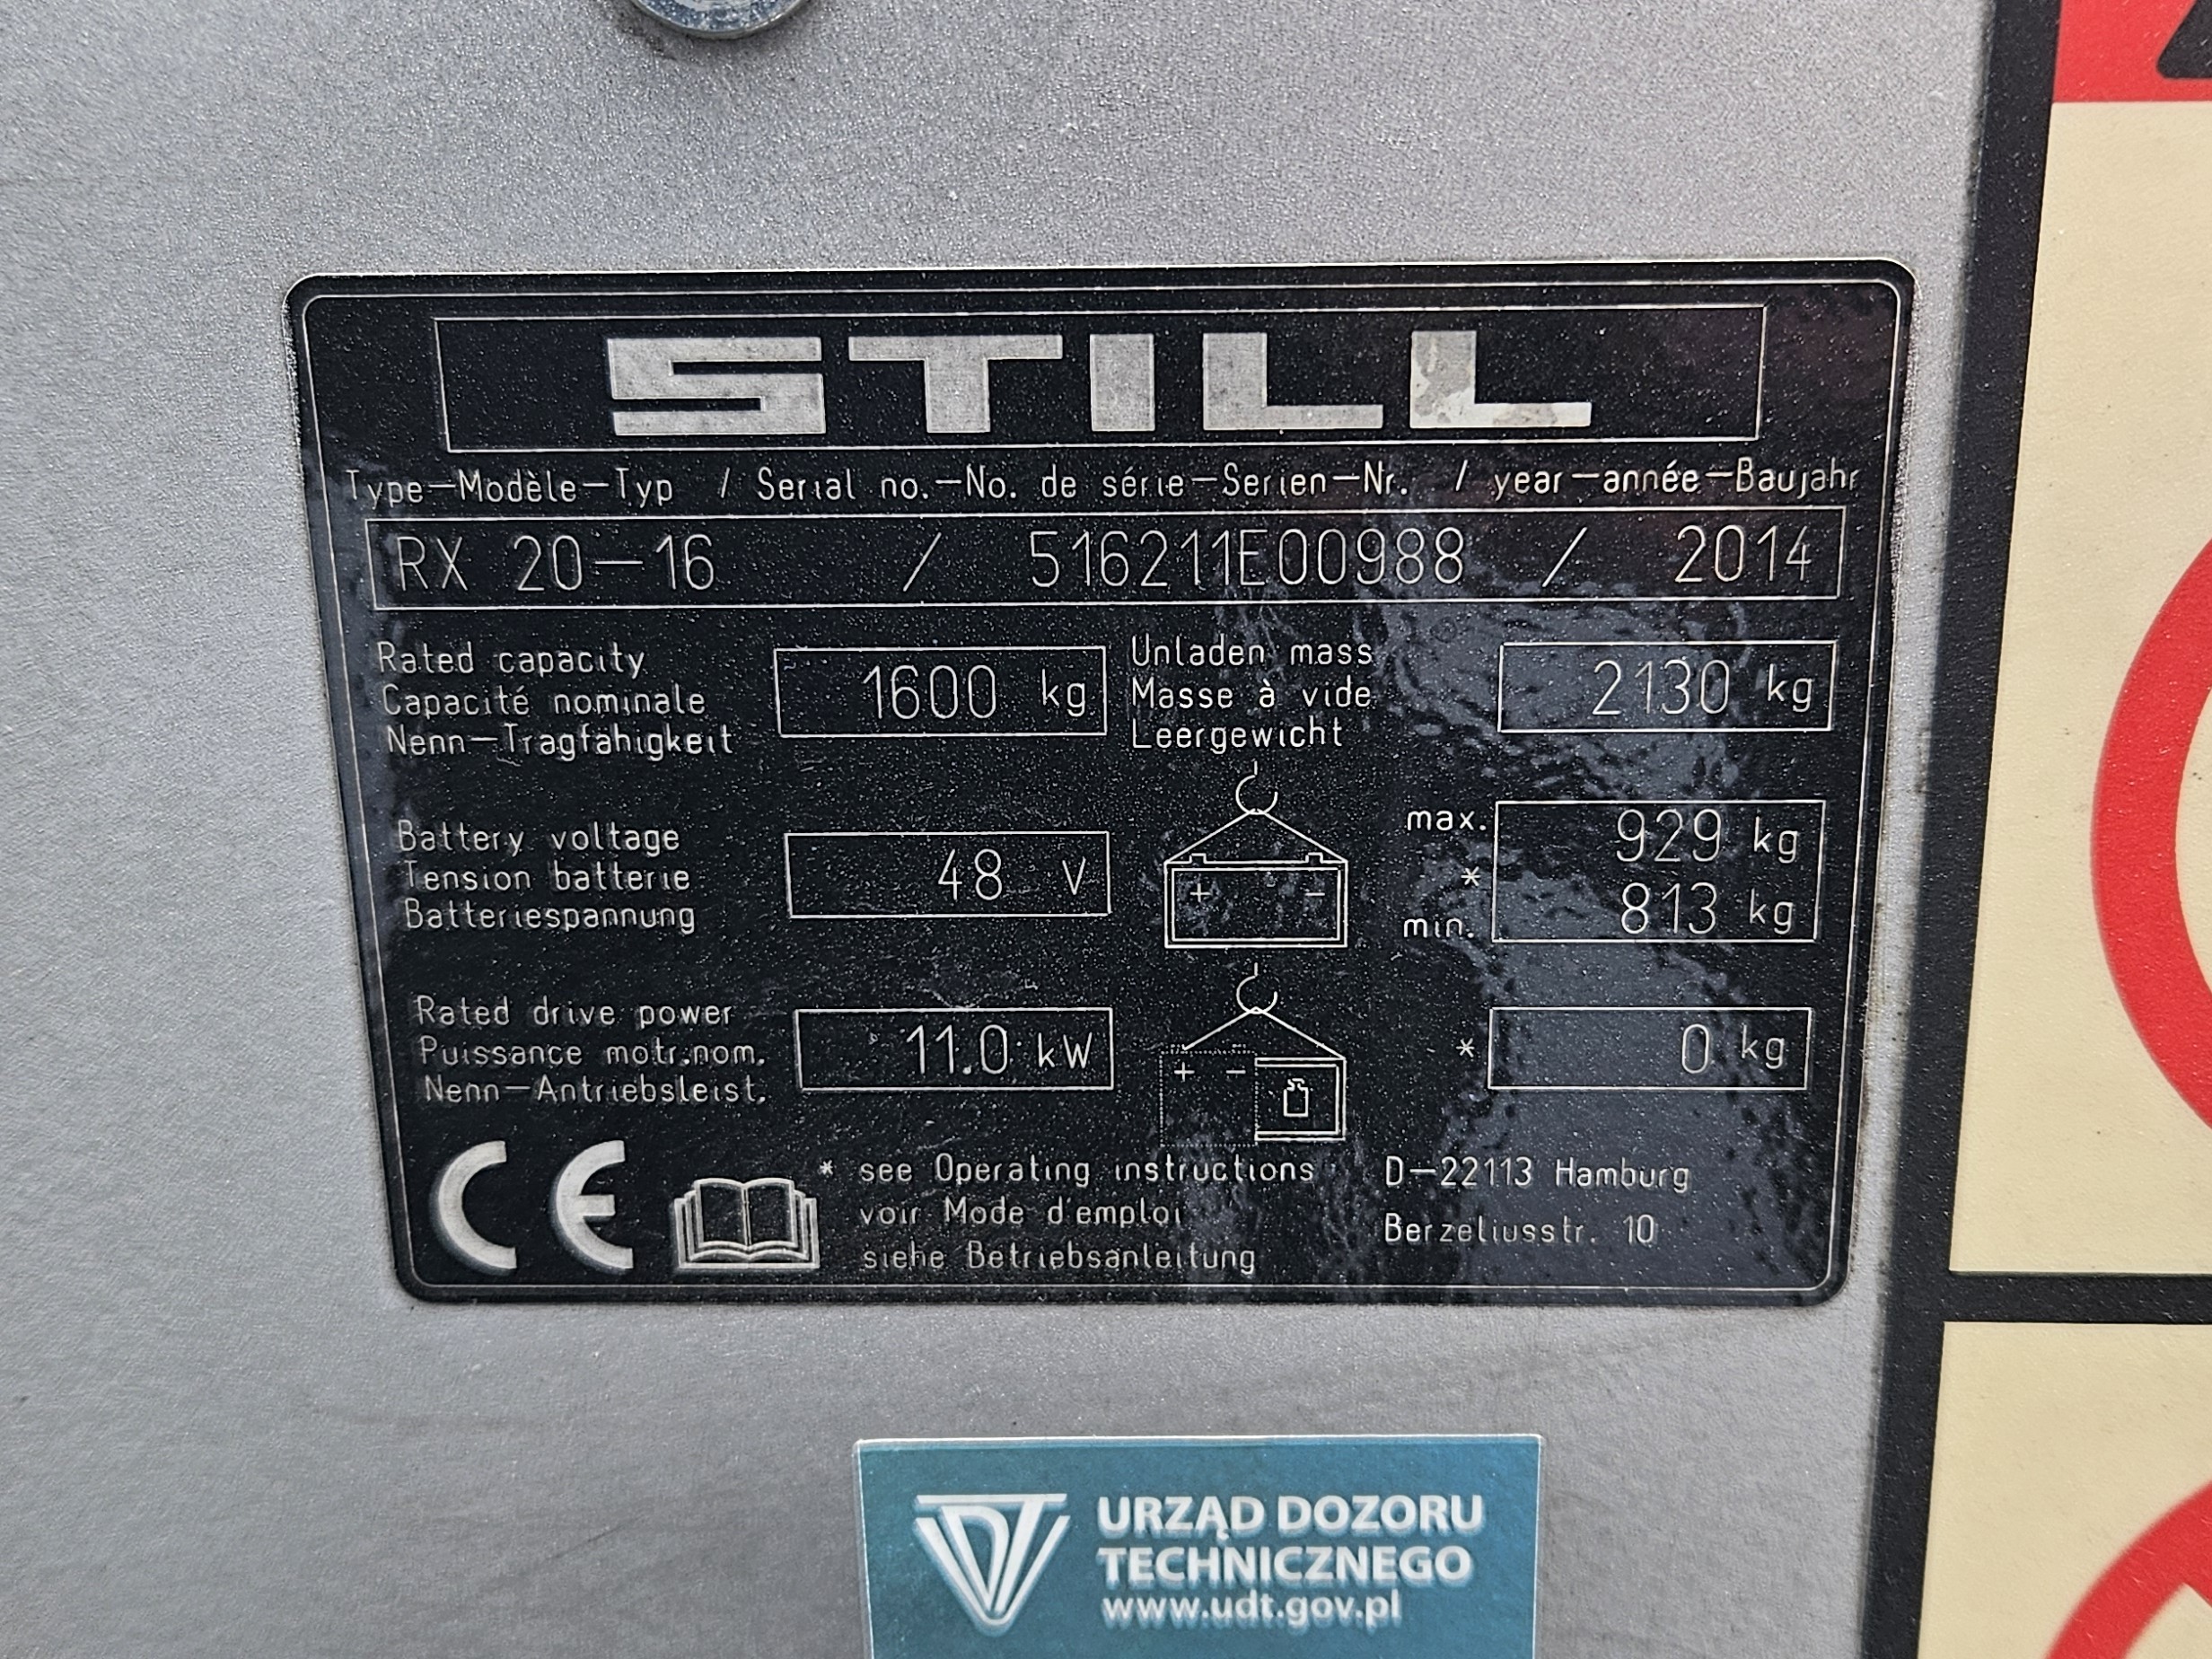 STILL
Type—Modèle—Typ / Serial no.—No. de série—Serien—Nr. / year—année—Baujahr
RX 20—16 / 516211E00988 / 2014
Rated capacity
Capacité nominale
Nenn—Tragfähigkeit
1600 kg
Unladen mass
Masse à vide
Leergewicht
2130 kg
Battery voltage
Tension batterie
Batteriespannung
48 V
+ −
max. 929 kg
*
min. 813 kg
Rated drive power
Puissance motr.nom.
Nenn—Antriebsleist.
11.0 kW
+ −
* 0 kg
CE
* see Operating instructions
voir Mode d'emploi
siehe Betriebsanleitung
D—22113 Hamburg
Berzeliusstr. 10
URZĄD DOZORU
TECHNICZNEGO
www.udt.gov.pl